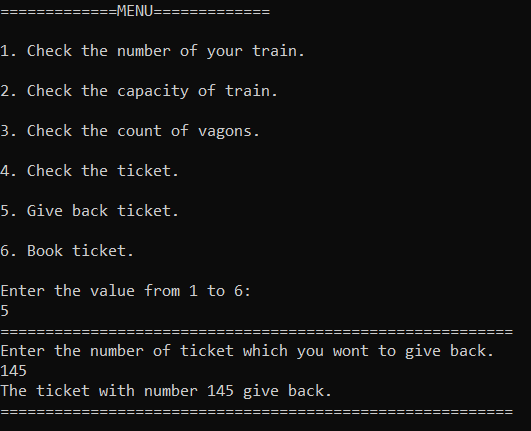 =============MENU=============
1. Check the number of your train.
2. Check the capacity of train.
3. Check the count of vagons.
4. Check the ticket.
5. Give back ticket.
6. Book ticket.
Enter the value from 1 to 6:
5
=========================================================
Enter the number of ticket which you wont to give back.
145
The ticket with number 145 give back.
=========================================================